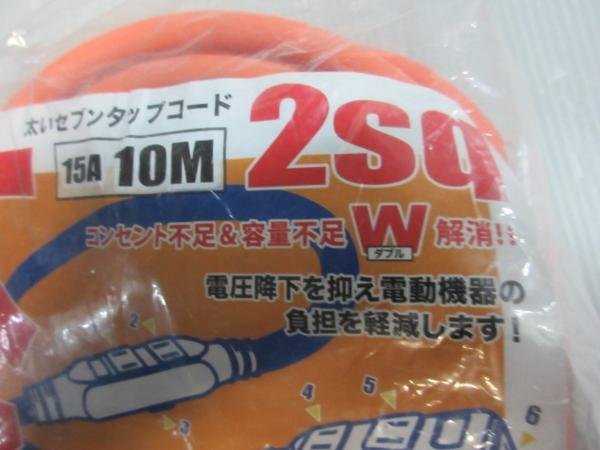 太いセブンタップコード
15A 10M
2sq
コンセント不足&容量不足 W 解消!!
ダブル
電圧降下を抑え電動機器の
負担を軽減します!
1 2
3
4 5 6